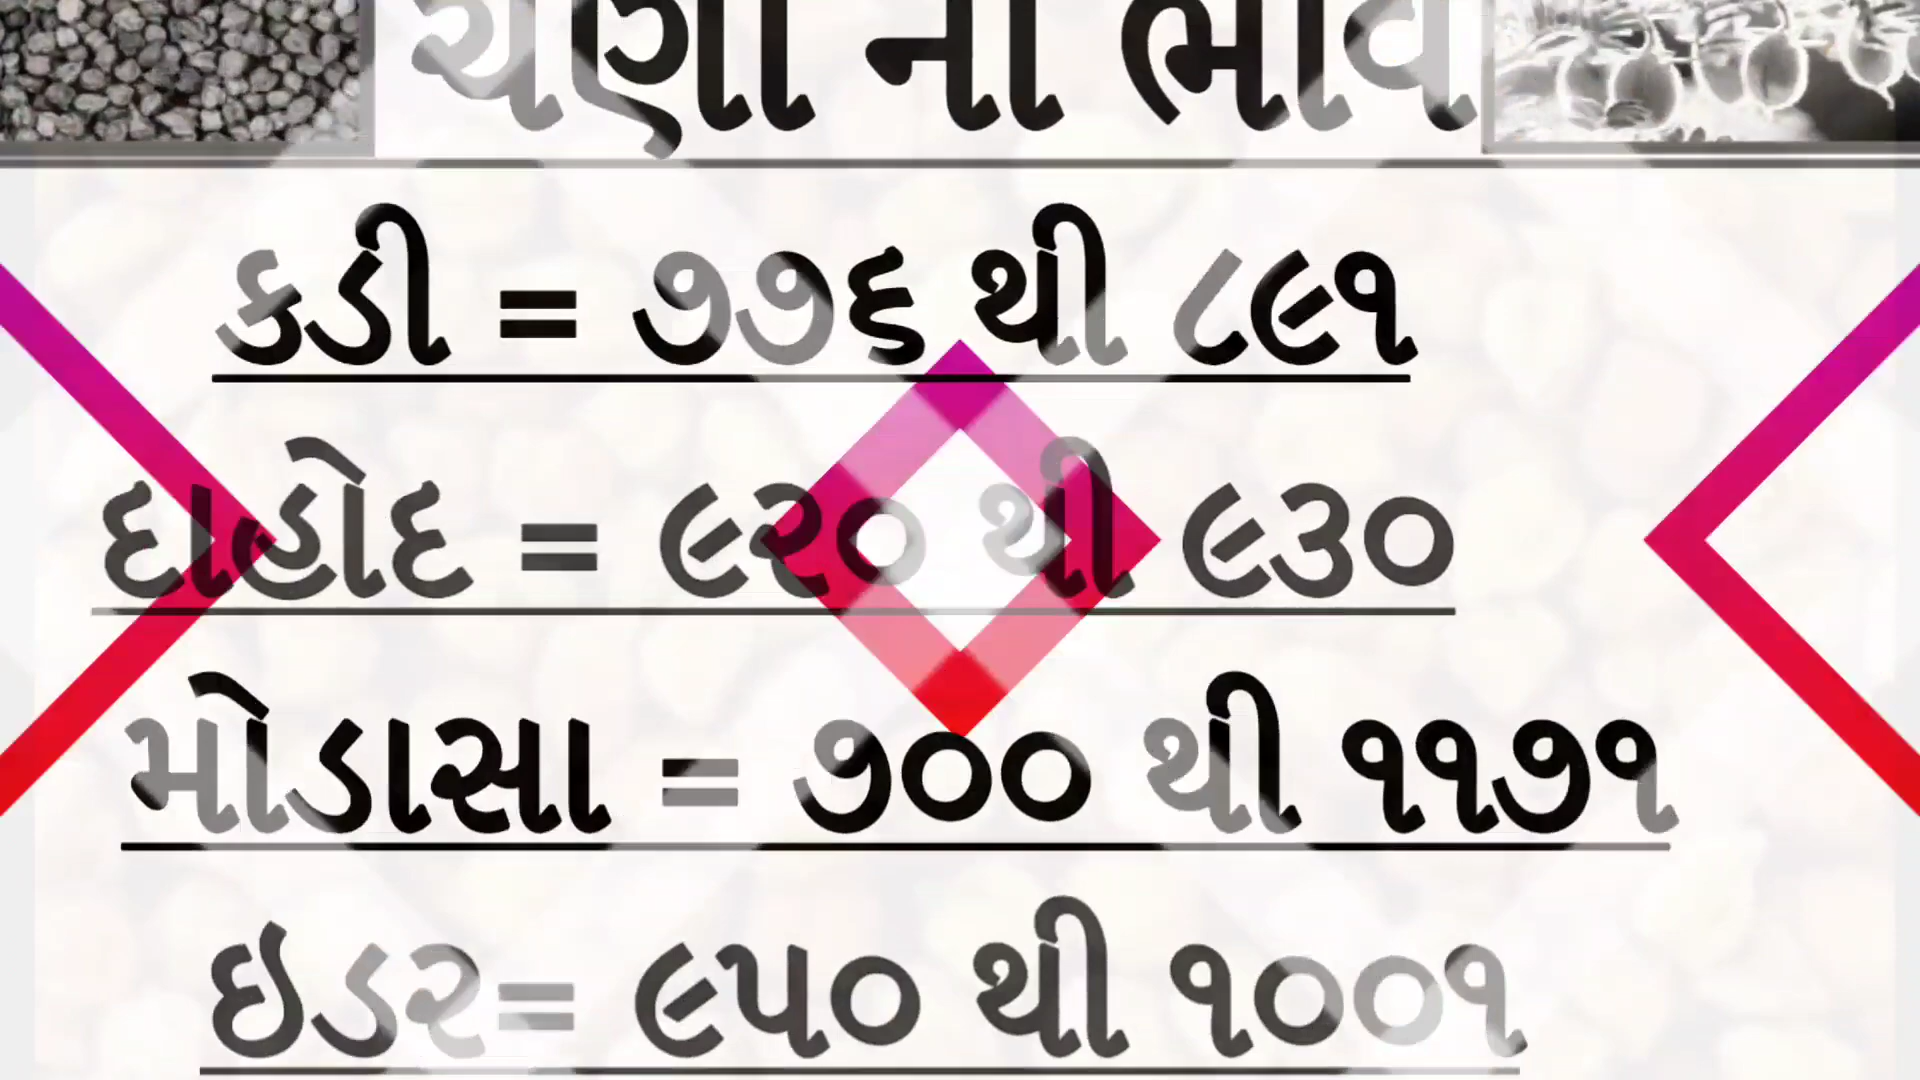 ચણા ના ભાવ
કડી = ૭૭૬ થી ૮૯૧
દાહોદ = ૯૨૦ થી ૯૩૦
મોડાસા = ૭૦૦ થી ૧૧૭૧
ઇડર= ૯૫૦ થી ૧૦૦૧